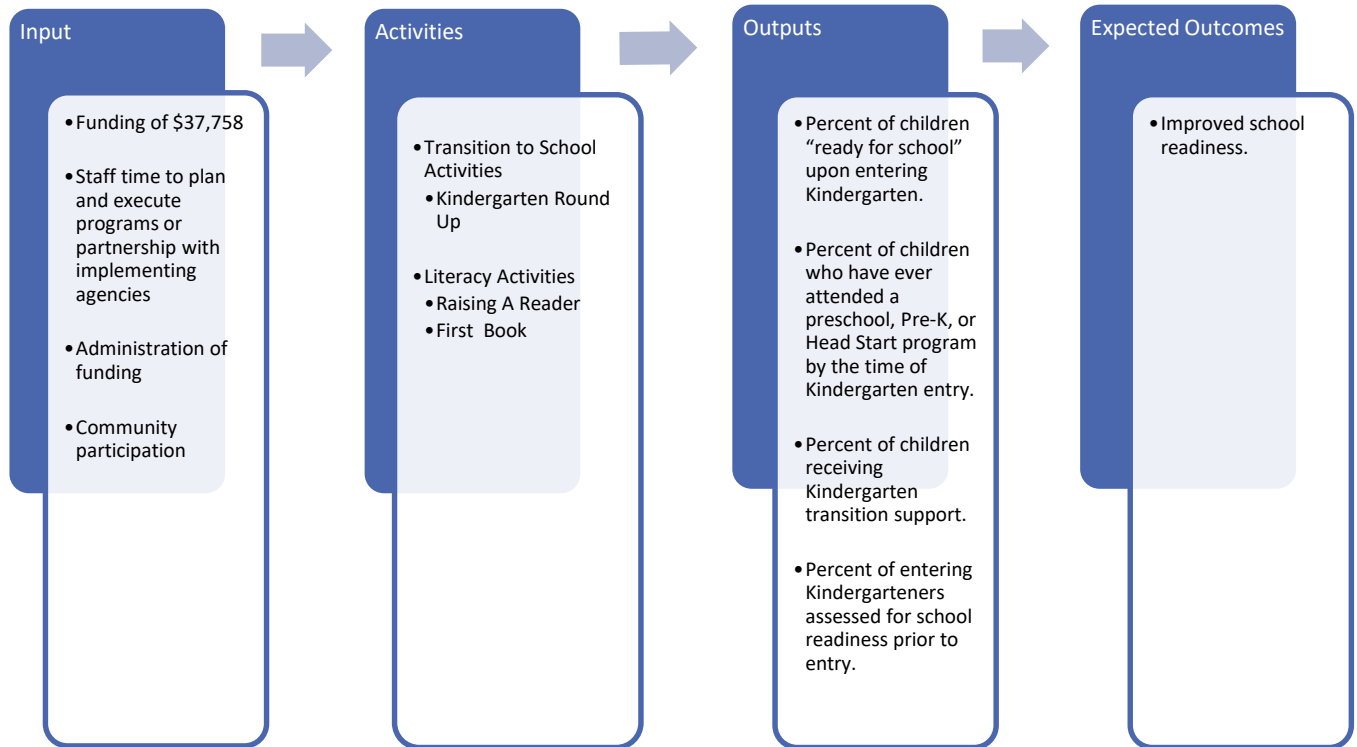 Input
•Funding of $37,758
•Staff time to plan
and execute
programs or
partnership with
implementing
agencies
•Administration of
funding
•Community
participation
Activities
•Transition to School
Activities
•Kindergarten Round
Up
•Literacy Activities
•Raising A Reader
•First Book
Outputs
•Percent of children
“ready for school”
upon entering
Kindergarten.
•Percent of children
who have ever
attended a
preschool, Pre-K, or
Head Start program
by the time of
Kindergarten entry.
•Percent of children
receiving
Kindergarten
transition support.
•Percent of entering
Kindergarteners
assessed for school
readiness prior to
entry.
Expected Outcomes
•Improved school
readiness.